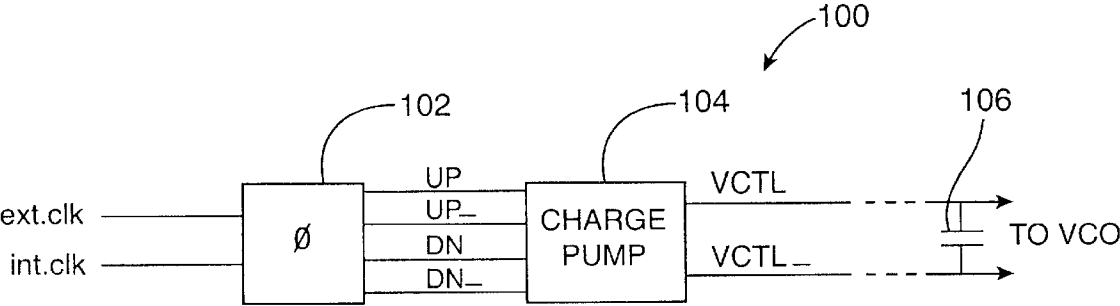 100
102
104
106
ext.clk
int.clk
Ø
UP
UP_
DN
DN_
CHARGE
PUMP
VCTL
VCTL_
TO VCO